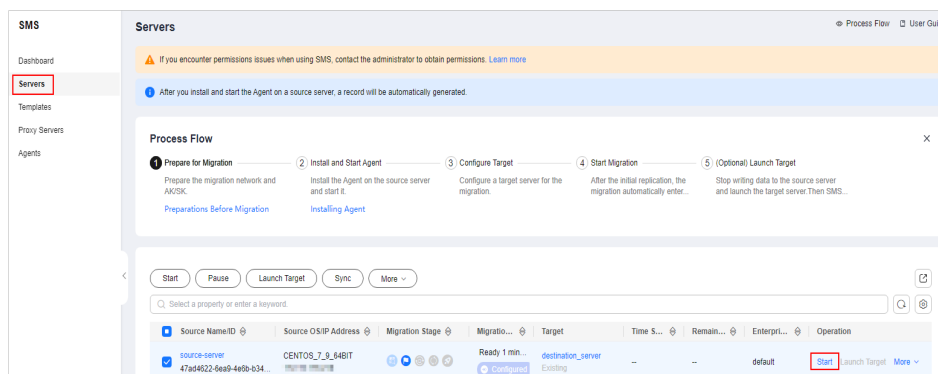 SMS
Dashboard
Servers
Templates
Proxy Servers
Agents
Servers
Process Flow
User Gui
If you encounter permissions issues when using SMS, contact the administrator to obtain permissions. Learn more
After you install and start the Agent on a source server, a record will be automatically generated.
Process Flow
1 Prepare for Migration
Prepare the migration network and
AK/SK.
Preparations Before Migration
2 Install and Start Agent
Install the Agent on the source server
and start it.
Installing Agent
3 Configure Target
Configure a target server for the
migration.
4 Start Migration
After the initial replication, the
migration automatically enter...
5 (Optional) Launch Target
Stop writing data to the source server
and launch the target server.Then SMS...
Start Pause Launch Target Sync More
Select a property or enter a keyword.
Source Name/ID Source OS/IP Address Migration Stage Migratio... Target Time S... Remain... Enterpri... Operation
source-server CENTOS_7_9_64BIT Ready 1 min... destination_server -- -- default Start Launch Target More
47ad4622-6ea9-4e6b-b34... Configured Existing